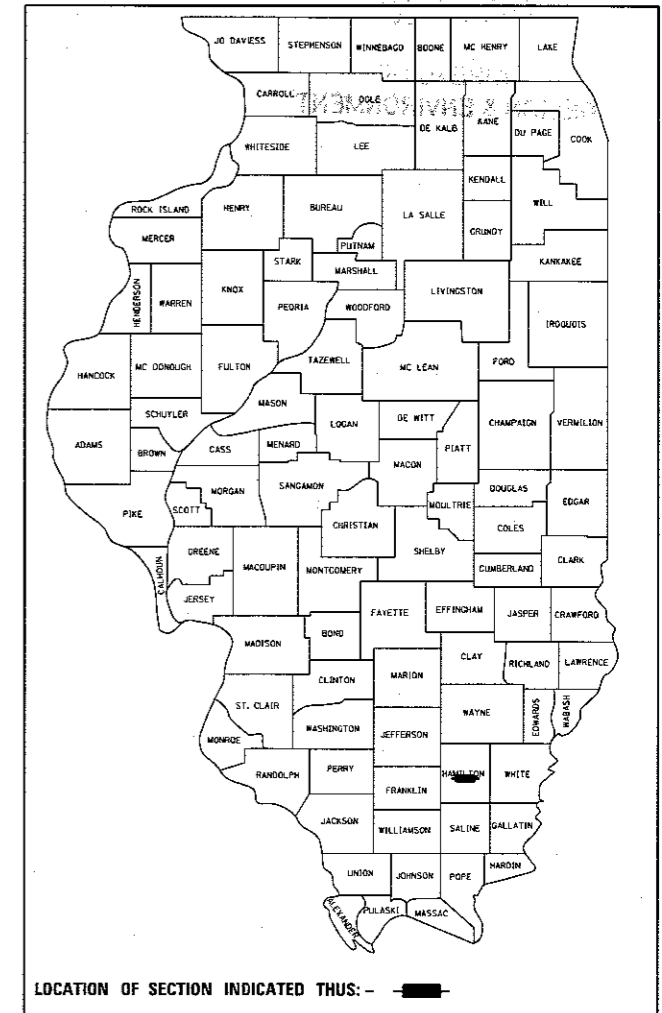 JO DAVIESS STEPHENSON WINNEBAGO BOONE MC HENRY LAKE
CARROLL OGLE
DE KALB KANE DU PAGE COOK
WHITESIDE LEE
KENDALL
ROCK ISLAND HENRY BUREAU LA SALLE WILL
MERCER PUTNAM GRUNDY
STARK MARSHALL KANKAKEE
HENDERSON WARREN KNOX PEORIA WOODFORD LIVINGSTON
IROQUOIS
HANCOCK MC DONOUGH FULTON TAZEWELL MC LEAN FORD
SCHUYLER MASON
ADAMS BROWN CASS MENARD LOGAN DE WITT PIATT CHAMPAIGN VERMILION
MACON
PIKE SCOTT MORGAN SANGAMON CHRISTIAN MOULTRIE DOUGLAS EDGAR
COLES
CALHOUN GREENE MACOUPIN MONTGOMERY SHELBY
CUMBERLAND CLARK
JERSEY FAYETTE EFFINGHAM JASPER CRAWFORD
MADISON BOND
CLAY RICHLAND LAWRENCE
CLINTON MARION
ST. CLAIR WAYNE EDWARDS WABASH
WASHINGTON JEFFERSON
MONROE
RANDOLPH PERRY HAMILTON WHITE
FRANKLIN
JACKSON WILLIAMSON SALINE GALLATIN
UNION JOHNSON POPE HARDIN
ALEXANDER PULASKI MASSAC
LOCATION OF SECTION INDICATED THUS: -